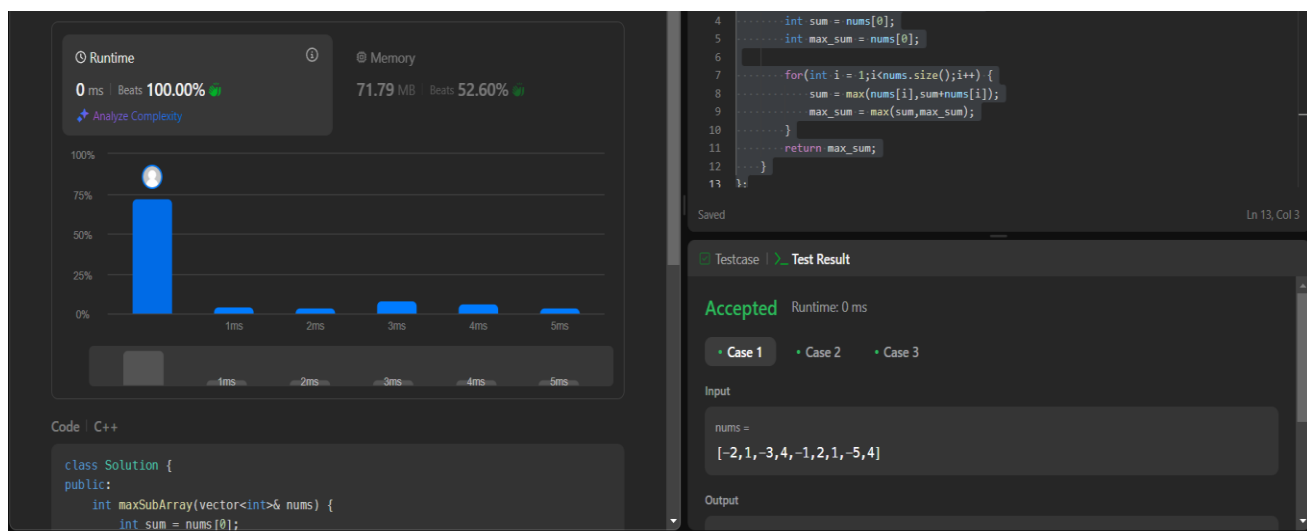 Runtime
0 ms | Beats 100.00%
Analyze Complexity
Memory
71.79 MB | Beats 52.60%
100%
75%
50%
25%
0%
1ms 2ms 3ms 4ms 5ms
1ms 2ms 3ms 4ms 5ms
Code | C++
class Solution {
public:
    int maxSubArray(vector<int>& nums) {
        int sum = nums[0];
4        int sum = nums[0];
5        int max_sum = nums[0];
6
7        for(int i = 1;i<nums.size();i++) {
8            sum = max(nums[i],sum+nums[i]);
9            max_sum = max(sum,max_sum);
10        }
11        return max_sum;
12    }
13 };
Saved Ln 13, Col 3
Testcase | >_ Test Result
Accepted Runtime: 0 ms
• Case 1 • Case 2 • Case 3
Input
nums =
[-2,1,-3,4,-1,2,1,-5,4]
Output